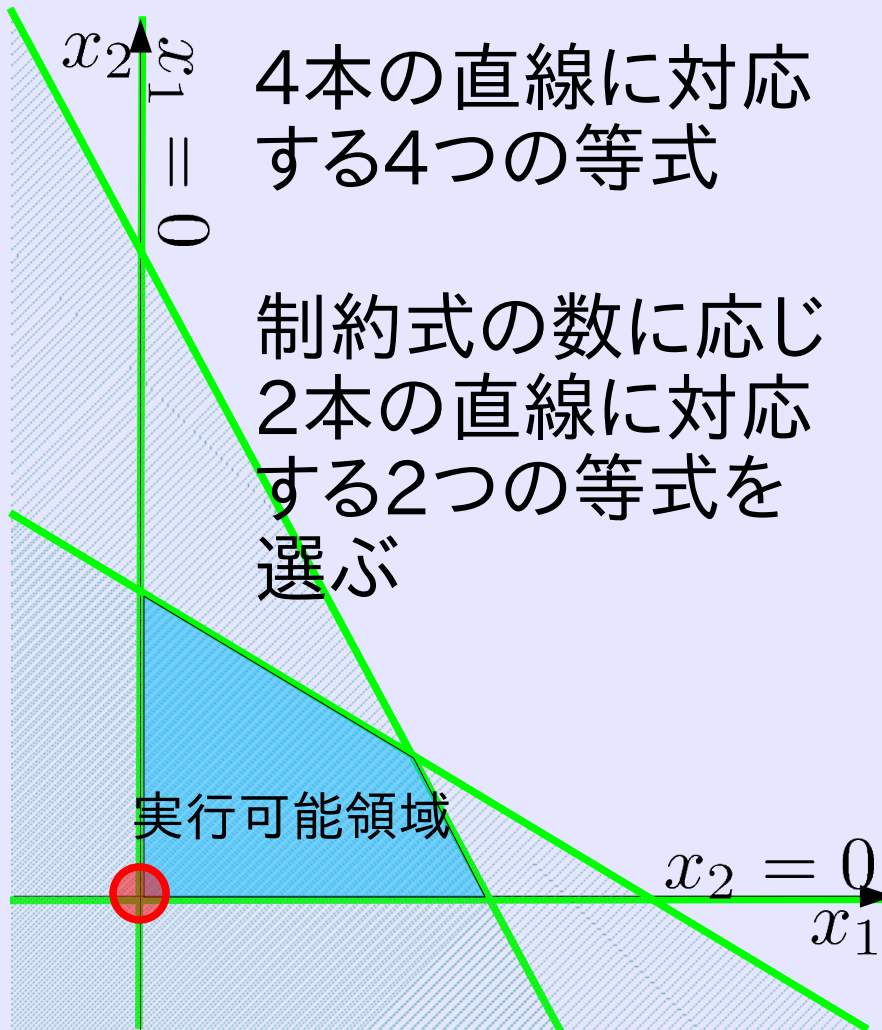 x₂
x₁ = 0
4本の直線に対応
する4つの等式
制約式の数に応じ
2本の直線に対応
する2つの等式を
選ぶ
実行可能領域
x₂ = 0
x₁